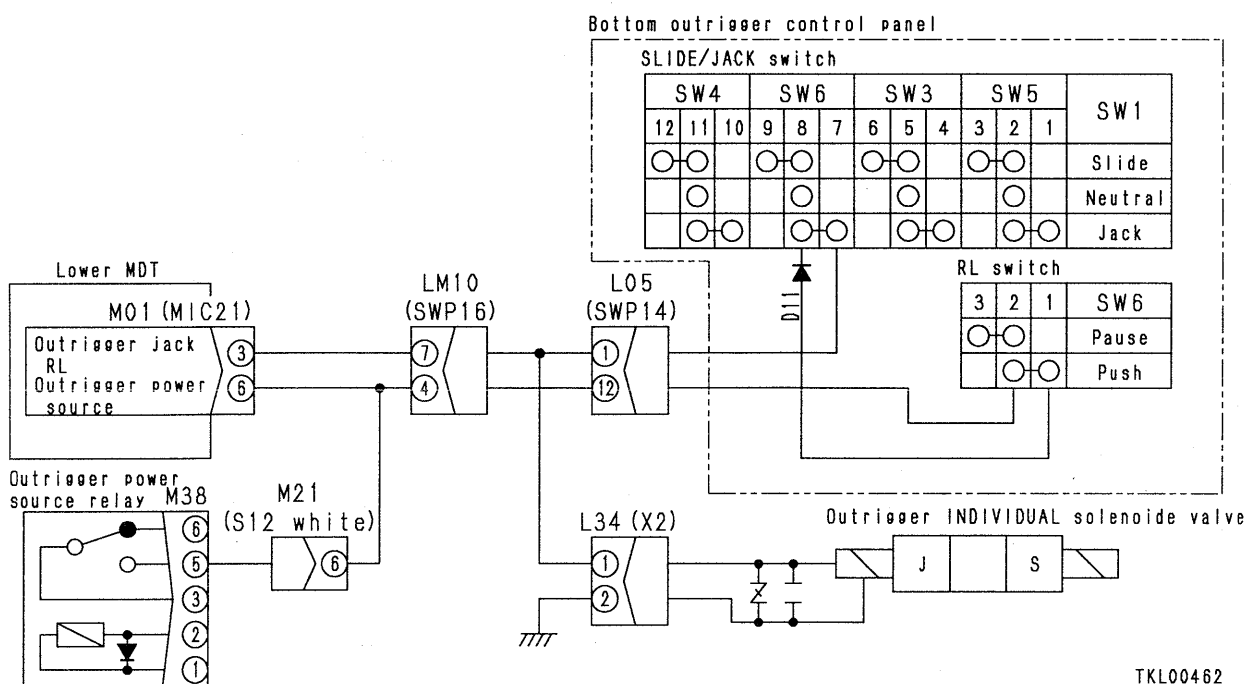 Bottom outrigger control panel
SLIDE/JACK switch
SW4 SW6 SW3 SW5 SW1
12 11 10 9 8 7 6 5 4 3 2 1
Slide
Neutral
Jack
RL switch
3 2 1 SW6
Pause
Push
D11
Lower MDT
M01 (MIC21)
Outrigger jack
RL
Outrigger power
source
3
6
LM10
(SWP16)
7
4
L05
(SWP14)
1
12
Outrigger power
source relay
M38
6
5
3
2
1
M21
(S12 white)
6
L34 (X2)
1
2
Outrigger INDIVIDUAL solenoide valve
J S
TKL00462